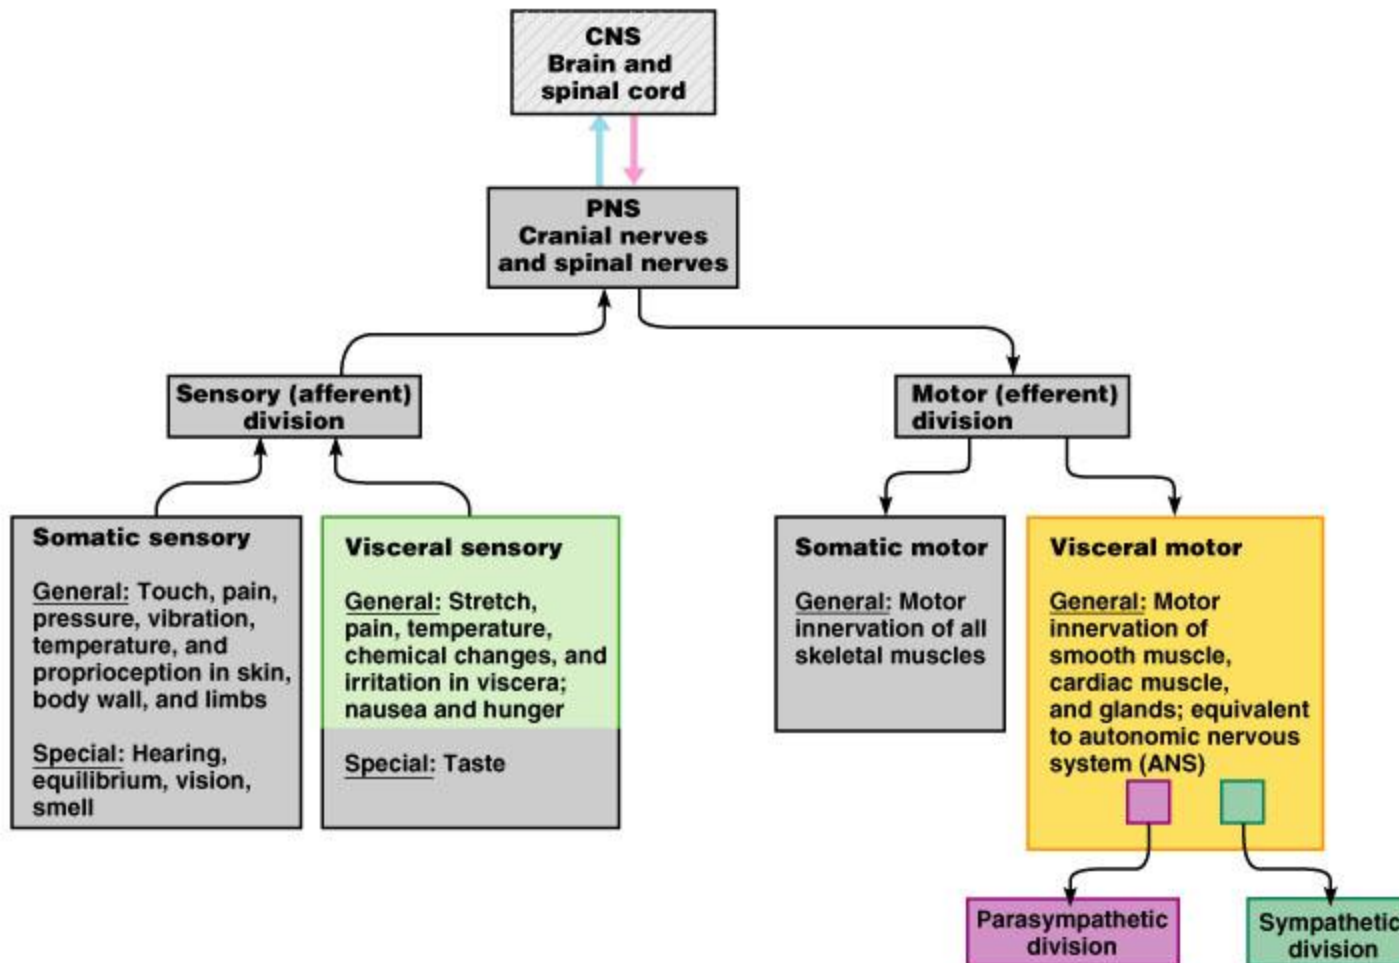 CNS
Brain and
spinal cord
PNS
Cranial nerves
and spinal nerves
Sensory (afferent)
division
Motor (efferent)
division
Somatic sensory
General: Touch, pain,
pressure, vibration,
temperature, and
proprioception in skin,
body wall, and limbs
Special: Hearing,
equilibrium, vision,
smell
Visceral sensory
General: Stretch,
pain, temperature,
chemical changes, and
irritation in viscera;
nausea and hunger
Special: Taste
Somatic motor
General: Motor
innervation of all
skeletal muscles
Visceral motor
General: Motor
innervation of
smooth muscle,
cardiac muscle,
and glands; equivalent
to autonomic nervous
system (ANS)
Parasympathetic
division
Sympathetic
division